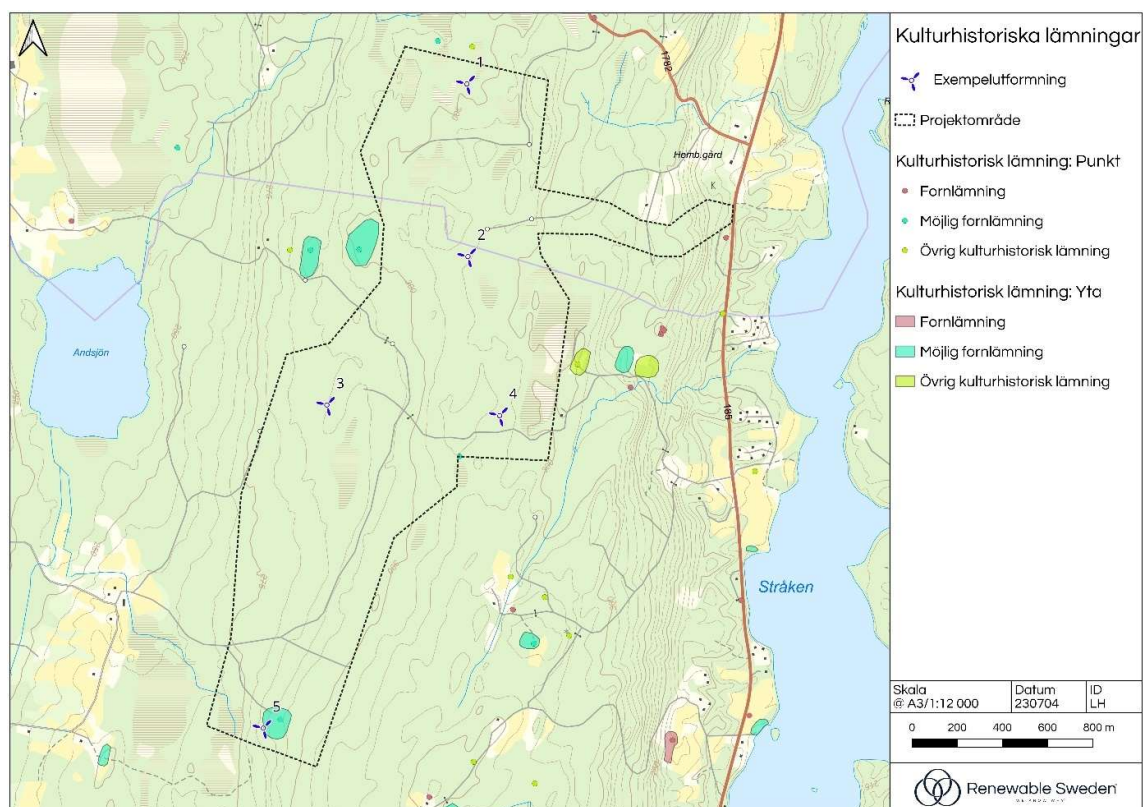 Kulturhistoriska lämningar
Exempelutformning
Projektområde
Kulturhistorisk lämning: Punkt
Fornlämning
Möjlig fornlämning
Övrig kulturhistorisk lämning
Kulturhistorisk lämning: Yta
Fornlämning
Möjlig fornlämning
Övrig kulturhistorisk lämning
1
1782
Homb.gård
K
2
Andsjön
3
4
185
Stråken
5
Skala
@ A3/1:12 000
Datum
230704
ID
LH
0 200 400 600 800 m
Renewable Sweden